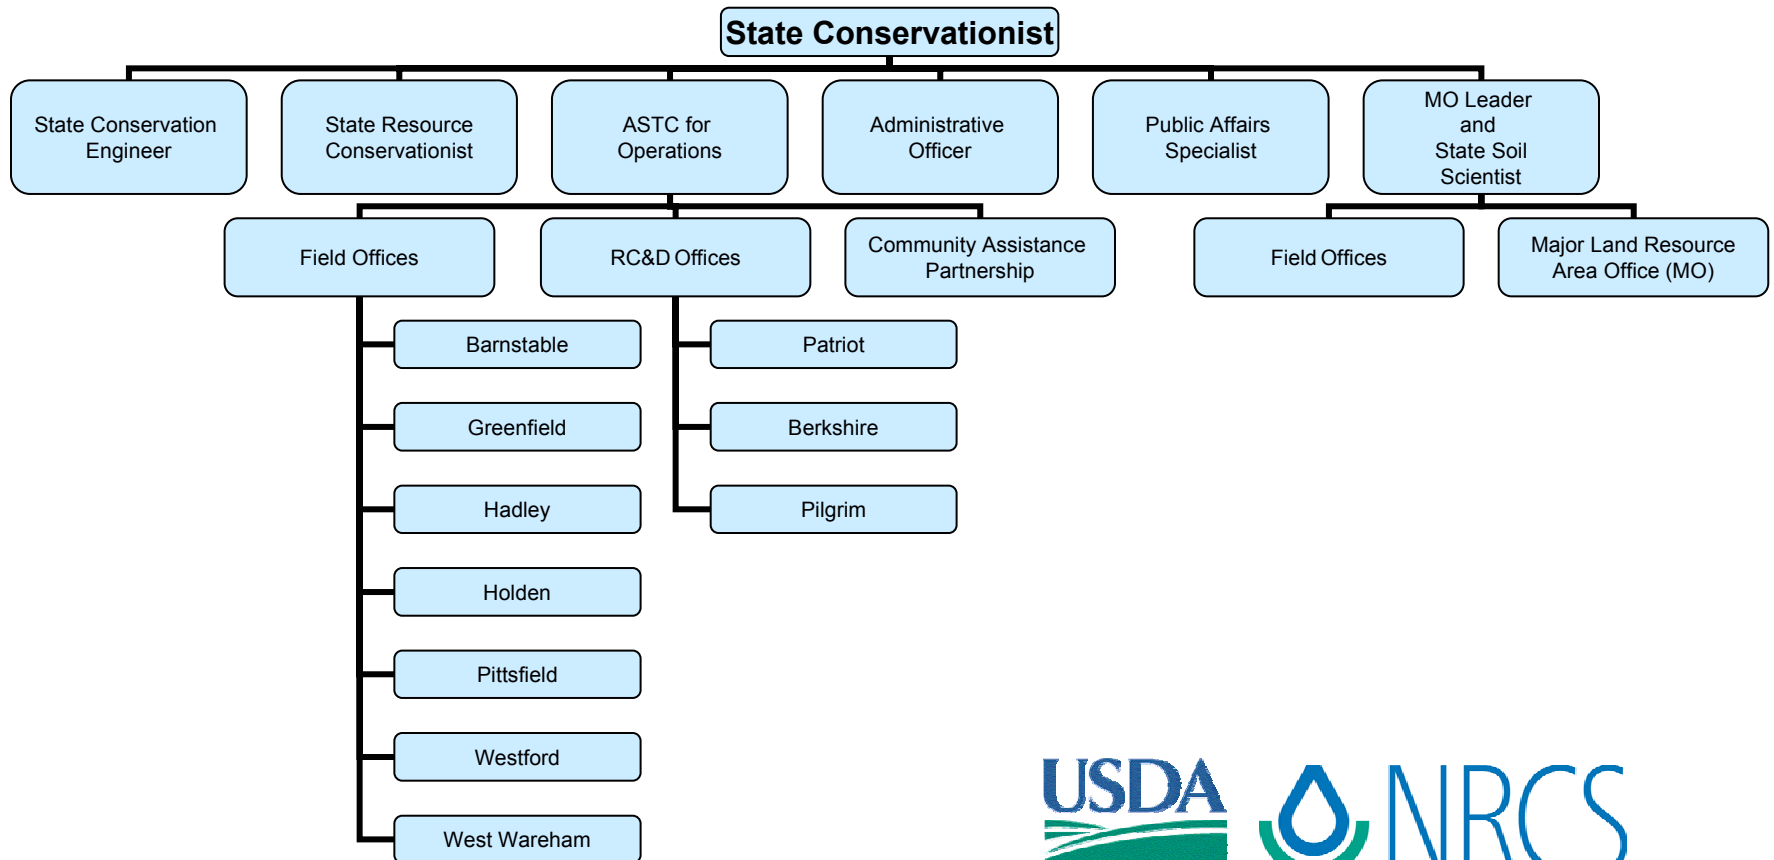 State Conservationist
State Conservation
Engineer
State Resource
Conservationist
ASTC for
Operations
Administrative
Officer
Public Affairs
Specialist
MO Leader
and
State Soil
Scientist
Field Offices
RC&D Offices
Community Assistance
Partnership
Field Offices
Major Land Resource
Area Office (MO)
Barnstable
Patriot
Greenfield
Berkshire
Hadley
Pilgrim
Holden
Pittsfield
Westford
West Wareham
USDA
NRCS